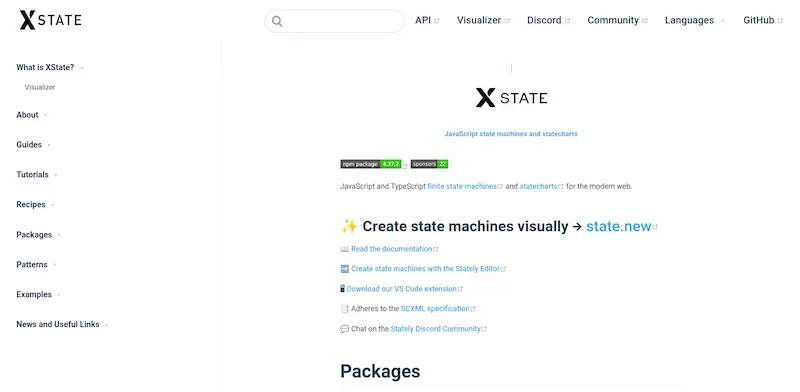 XSTATE
API Visualizer Discord Community Languages GitHub
What is XState?
Visualizer
About
Guides
Tutorials
Recipes
Packages
Patterns
Examples
News and Useful Links
XSTATE
JavaScript state machines and statecharts
npm package 4.37.2 sponsors 22
JavaScript and TypeScript finite state machines and statecharts for the modern web.
✨ Create state machines visually → state.new
📖 Read the documentation
➡️ Create state machines with the Stately Editor
🖥 Download our VS Code extension
📑 Adheres to the SCXML specification
💬 Chat on the Stately Discord Community
Packages